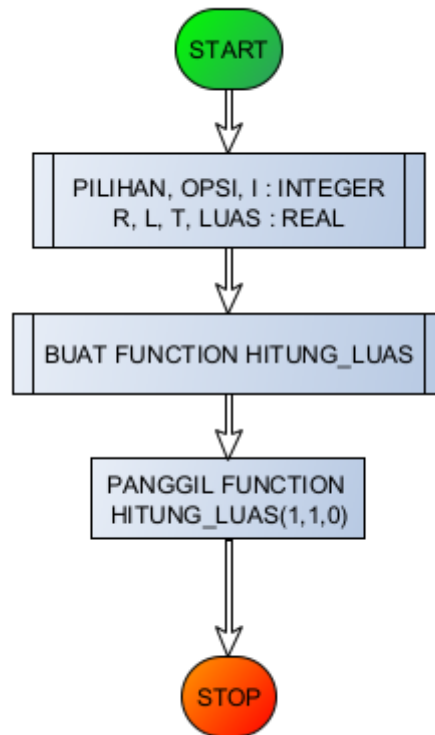 START
PILIHAN, OPSI, I : INTEGER
R, L, T, LUAS : REAL
BUAT FUNCTION HITUNG_LUAS
PANGGIL FUNCTION
HITUNG_LUAS(1,1,0)
STOP